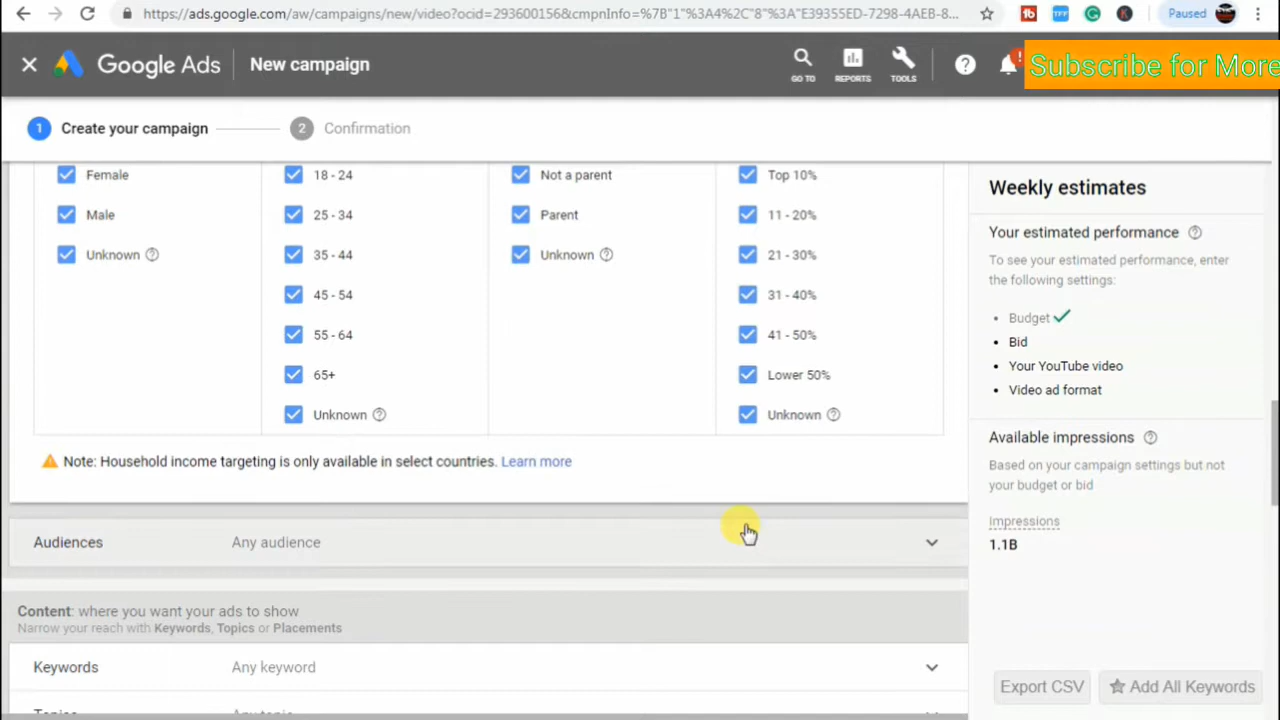 https://ads.google.com/aw/campaigns/new/video?ocid=293600156&cmpnInfo=%7B"1"%3A4%2C"8"%3A"E39355ED-7298-4AEB-8...
Paused
Google Ads
New campaign
GO TO
REPORTS
TOOLS
Subscribe for More
1 Create your campaign
2 Confirmation
Female
18 - 24
Not a parent
Top 10%
Male
25 - 34
Parent
11 - 20%
Unknown
35 - 44
Unknown
21 - 30%
45 - 54
31 - 40%
55 - 64
41 - 50%
65+
Lower 50%
Unknown
Unknown
Note: Household income targeting is only available in select countries. Learn more
Audiences
Any audience
Content: where you want your ads to show
Narrow your reach with Keywords, Topics or Placements
Keywords
Any keyword
Topics
Any topic
Weekly estimates
Your estimated performance
To see your estimated performance, enter
the following settings:
Budget
Bid
Your YouTube video
Video ad format
Available impressions
Based on your campaign settings but not
your budget or bid
Impressions
1.1B
Export CSV
Add All Keywords